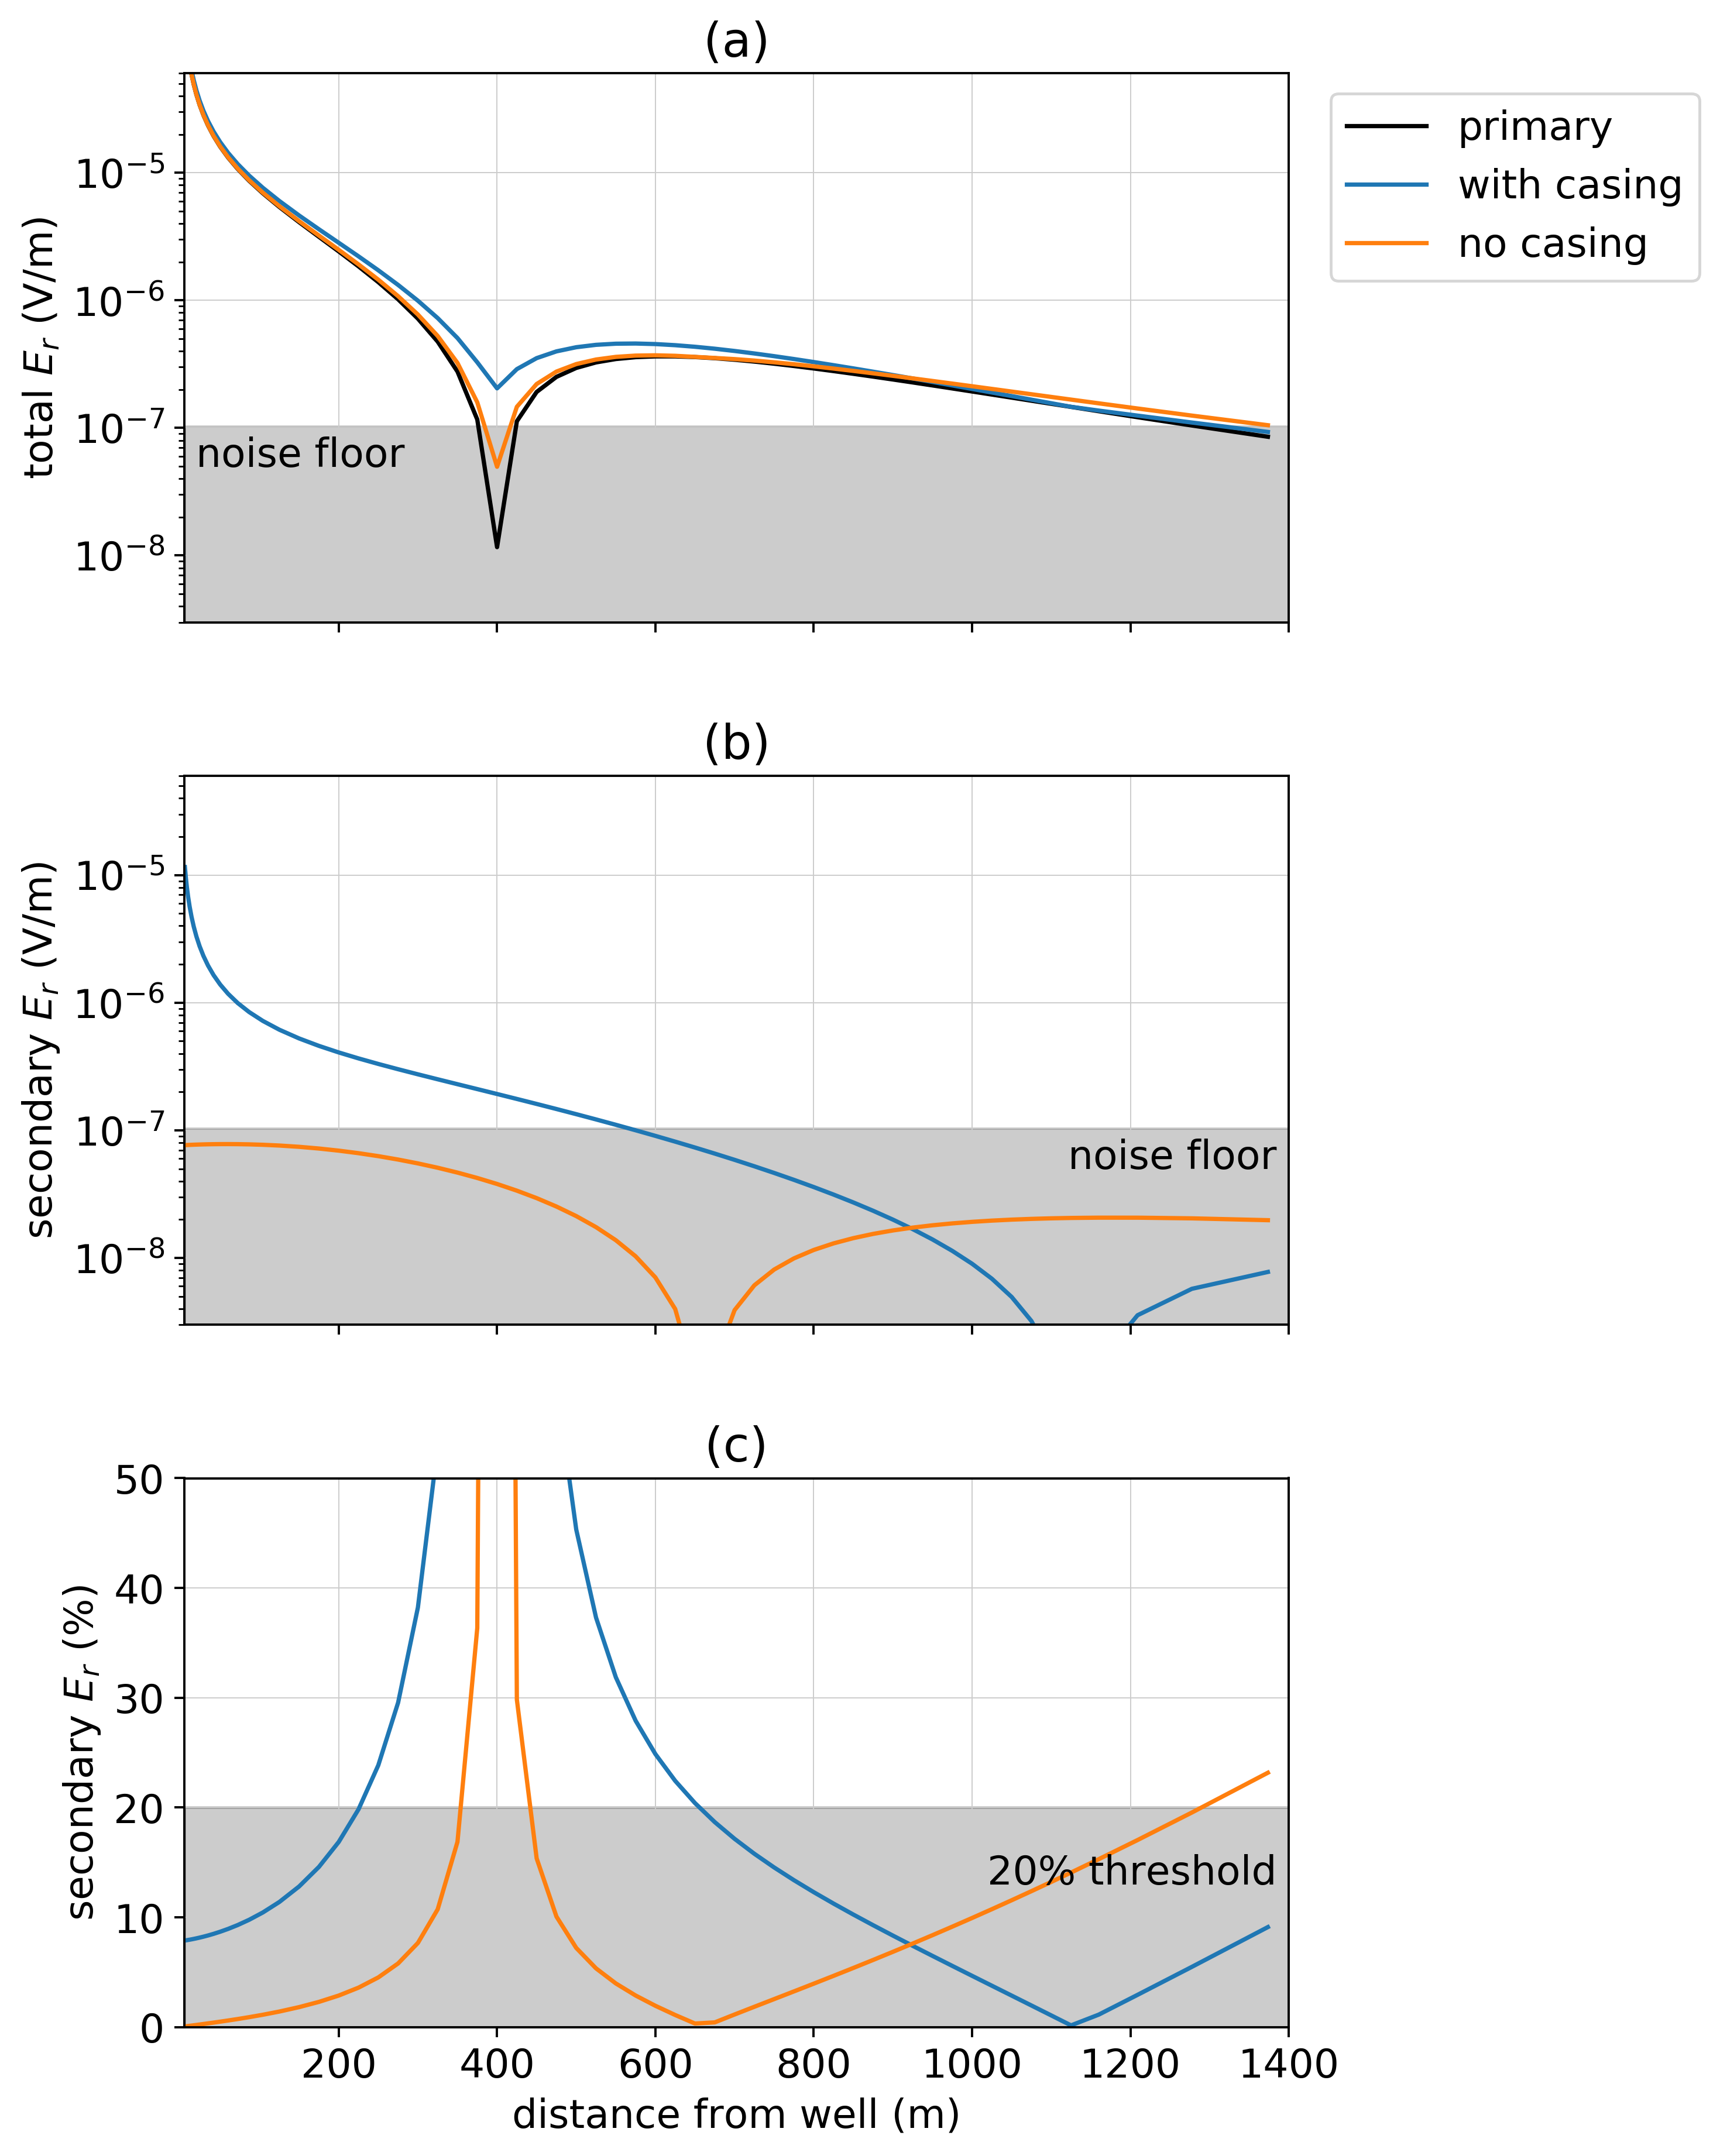 (a)
primary
with casing
no casing
total E_r (V/m)
10^−5
10^−6
10^−7
10^−8
noise floor
(b)
secondary E_r (V/m)
10^−5
10^−6
10^−7
10^−8
noise floor
(c)
secondary E_r (%)
50
40
30
20
10
0
20% threshold
200 400 600 800 1000 1200 1400
distance from well (m)